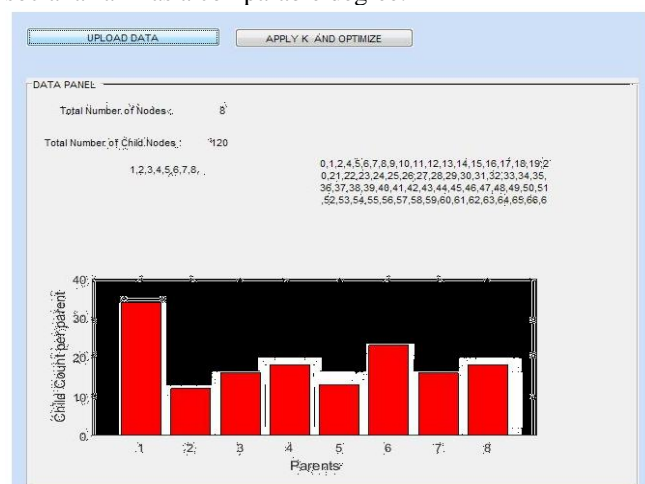 UPLOAD DATA
APPLY K AND OPTIMIZE
DATA PANEL
Total Number of Nodes:
8
Total Number of Child Nodes:
120
1,2,3,4,5,6,7,8,
0,1,2,4,5,6,7,8,9,10,11,12,13,14,15,16,17,18,19,2
0,21,22,23,24,25,26,27,28,29,30,31,32,33,34,35,
36,37,38,39,40,41,42,43,44,45,46,47,48,49,50,51
,52,53,54,55,56,57,58,59,60,61,62,63,64,65,66,6
Child Count per parent
40
30
20
10
0
1 2 3 4 5 6 7 8
Parents